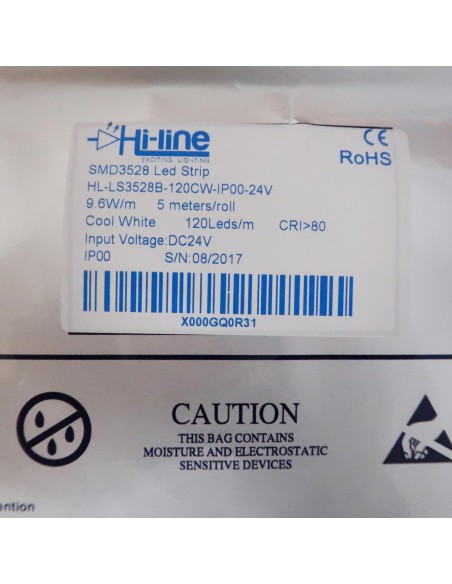 Hi-line
EXCITING LIGHTING
CE
RoHS
SMD3528 Led Strip
HL-LS3528B-120CW-IP00-24V
9.6W/m 5 meters/roll
Cool White 120Leds/m CRI>80
Input Voltage:DC24V
IP00 S/N:08/2017
X000GQ0R31
CAUTION
THIS BAG CONTAINS
MOISTURE AND ELECTROSTATIC
SENSITIVE DEVICES